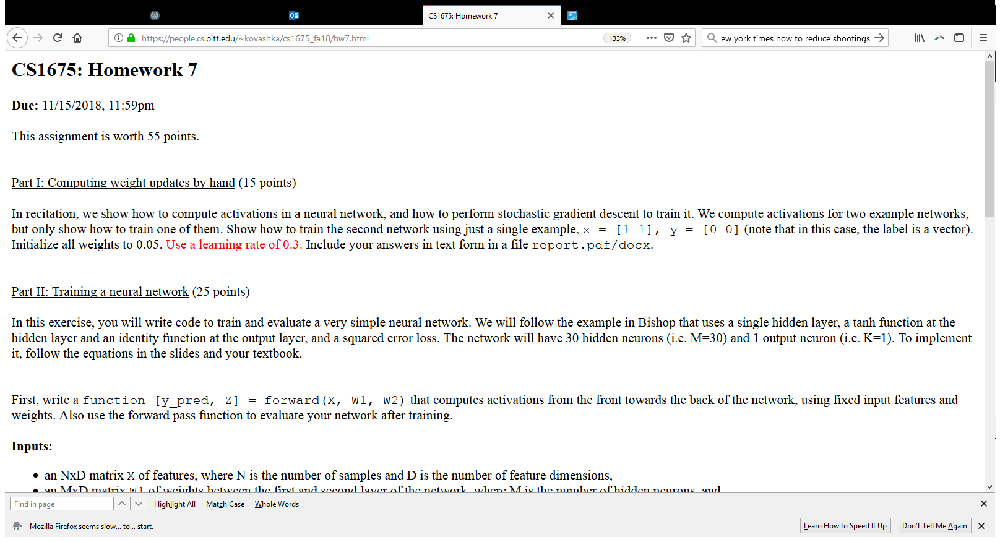 CS1675: Homework 7
https://people.cs.pitt.edu/~kovashka/cs1675_fa18/hw7.html
133%
ew york times how to reduce shootings
CS1675: Homework 7
Due: 11/15/2018, 11:59pm
This assignment is worth 55 points.
Part I: Computing weight updates by hand (15 points)
In recitation, we show how to compute activations in a neural network, and how to perform stochastic gradient descent to train it. We compute activations for two example networks,
but only show how to train one of them. Show how to train the second network using just a single example, x = [1 1], y = [0 0] (note that in this case, the label is a vector).
Initialize all weights to 0.05. Use a learning rate of 0.3. Include your answers in text form in a file report.pdf/docx.
Part II: Training a neural network (25 points)
In this exercise, you will write code to train and evaluate a very simple neural network. We will follow the example in Bishop that uses a single hidden layer, a tanh function at the
hidden layer and an identity function at the output layer, and a squared error loss. The network will have 30 hidden neurons (i.e. M=30) and 1 output neuron (i.e. K=1). To implement
it, follow the equations in the slides and your textbook.
First, write a function [y_pred, Z] = forward(X, W1, W2) that computes activations from the front towards the back of the network, using fixed input features and
weights. Also use the forward pass function to evaluate your network after training.
Inputs:
• an NxD matrix X of features, where N is the number of samples and D is the number of feature dimensions,
• an MxD matrix W1 of weights between the first and second layer of the network, where M is the number of hidden neurons, and
Find in page
Highlight All
Match Case
Whole Words
Mozilla Firefox seems slow... to... start.
Learn How to Speed It Up
Don't Tell Me Again